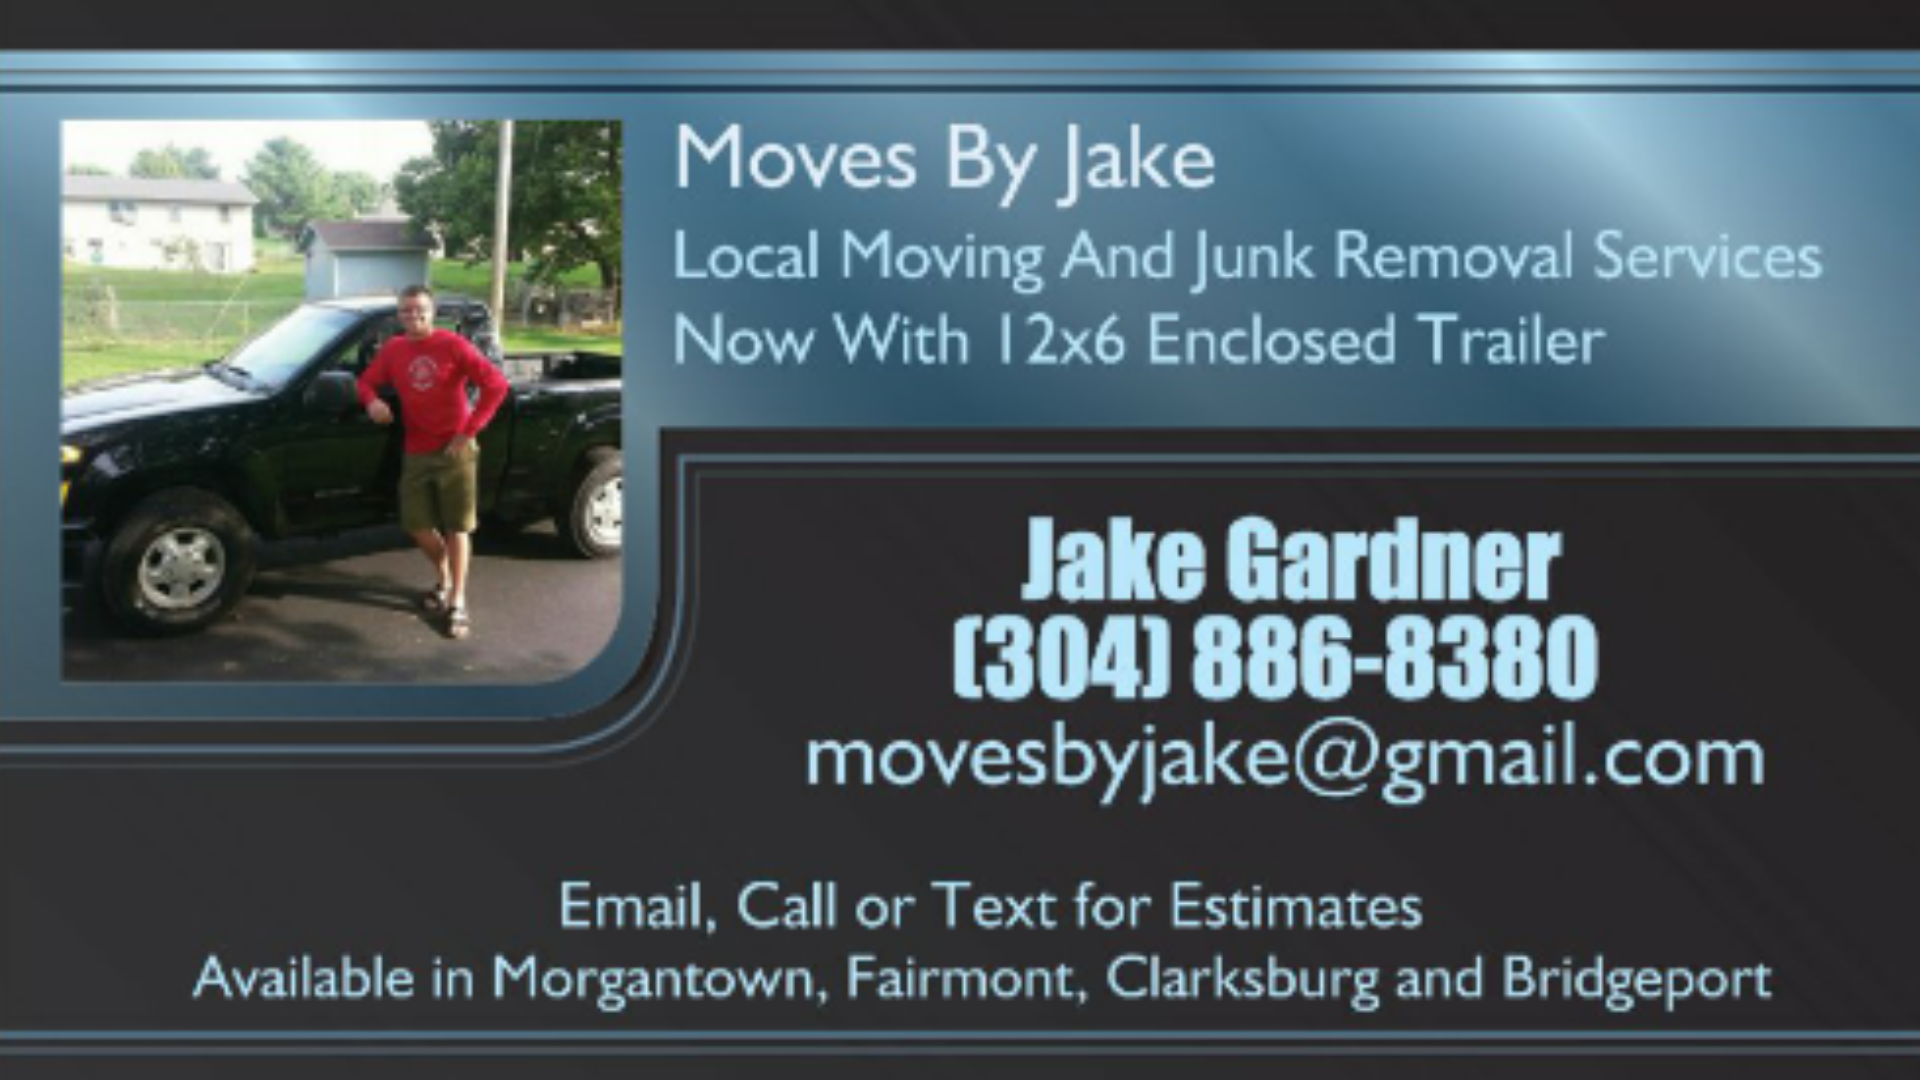 Moves By Jake
Local Moving And Junk Removal Services
Now With 12x6 Enclosed Trailer
Jake Gardner
(304) 886-8380
movesbyjake@gmail.com
Email, Call or Text for Estimates
Available in Morgantown, Fairmont, Clarksburg and Bridgeport